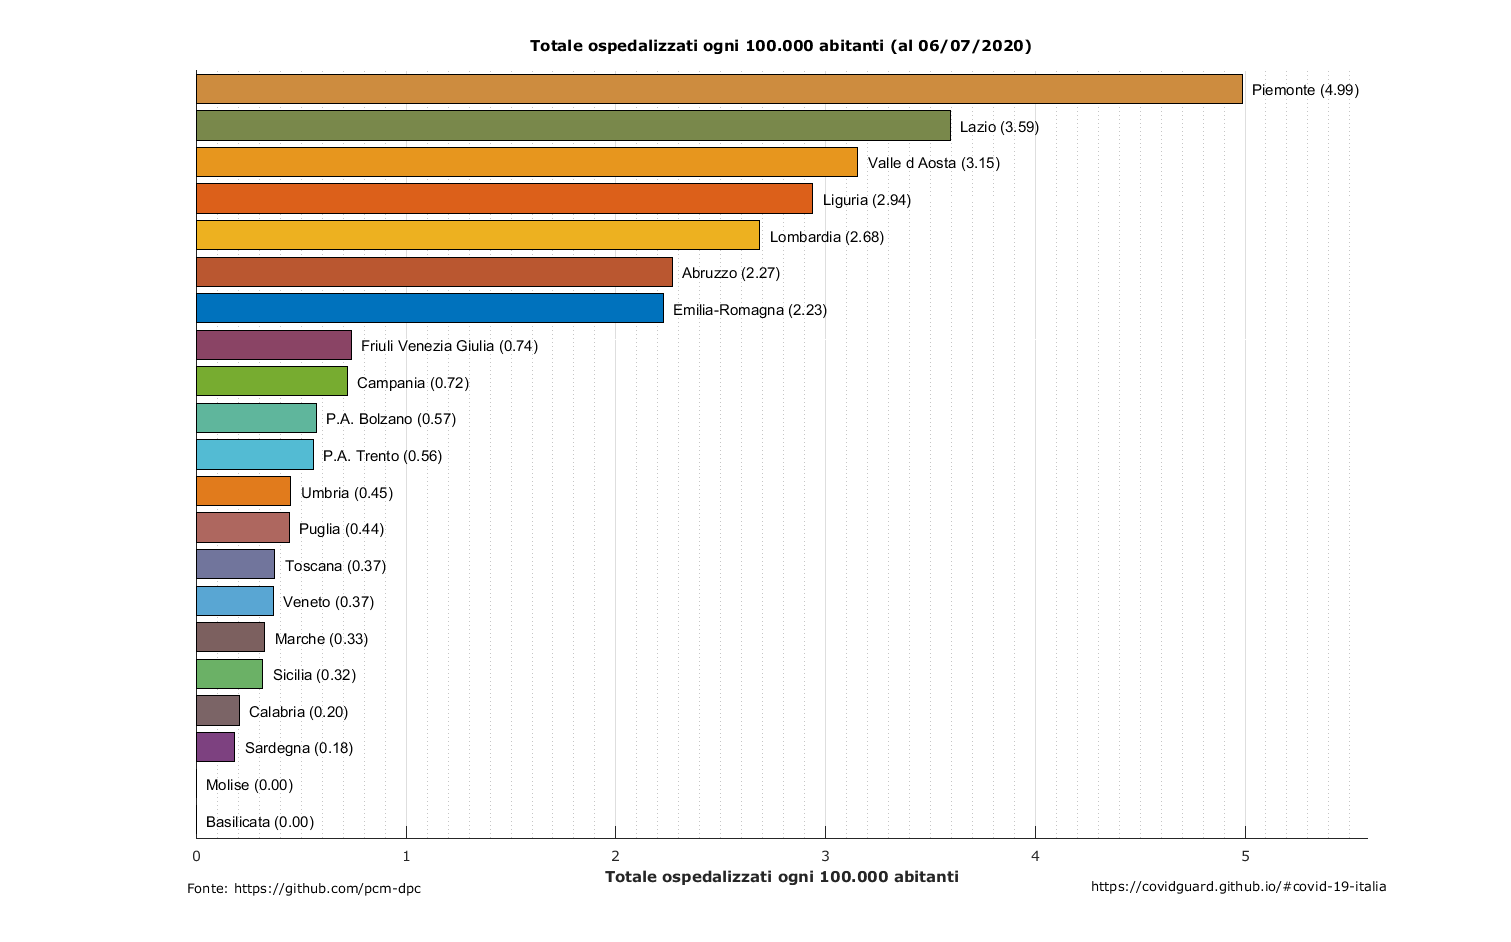 Totale ospedalizzati ogni 100.000 abitanti (al 06/07/2020)
Piemonte (4.99)
Lazio (3.59)
Valle d Aosta (3.15)
Liguria (2.94)
Lombardia (2.68)
Abruzzo (2.27)
Emilia-Romagna (2.23)
Friuli Venezia Giulia (0.74)
Campania (0.72)
P.A. Bolzano (0.57)
P.A. Trento (0.56)
Umbria (0.45)
Puglia (0.44)
Toscana (0.37)
Veneto (0.37)
Marche (0.33)
Sicilia (0.32)
Calabria (0.20)
Sardegna (0.18)
Molise (0.00)
Basilicata (0.00)
0 1 2 3 4 5
Totale ospedalizzati ogni 100.000 abitanti
Fonte: https://github.com/pcm-dpc
https://covidguard.github.io/#covid-19-italia